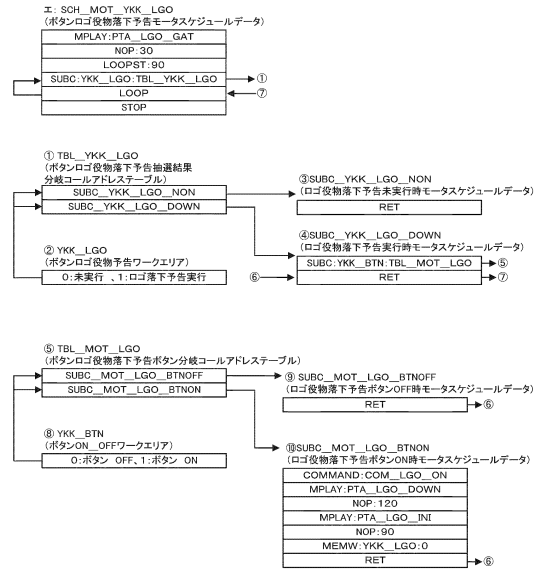 エ: SCH__MOT__YKK__LGO
(ボタンロゴ役物落下予告モータスケジュールデータ)
MPLAY:PTA__LGO__GAT
NOP:30
LOOPST:90
SUBC:YKK__LGO:TBL__YKK__LGO
①
LOOP
⑦
STOP
① TBL__YKK__LGO
(ボタンロゴ役物落下予告抽選結果
分岐コールアドレステーブル)
SUBC__YKK__LGO__NON
SUBC__YKK__LGO__DOWN
③SUBC__YKK__LGO__NON
(ロゴ役物落下予告未実行時モータスケジュールデータ)
RET
② YKK__LGO
(ボタンロゴ役物予告ワークエリア)
0:未実行 、1:ロゴ落下予告実行
④SUBC__YKK__LGO__DOWN
(ロゴ役物落下予告実行時モータスケジュールデータ)
SUBC:YKK__BTN:TBL__MOT__LGO
⑤
⑥
RET
⑦
⑤ TBL__MOT__LGO
(ボタンロゴ役物落下予告ボタン分岐コールアドレステーブル)
SUBC__MOT__LGO__BTNOFF
SUBC__MOT__LGO__BTNON
⑨ SUBC__MOT__LGO__BTNOFF
(ロゴ役物落下予告ボタンOFF時モータスケジュールデータ)
RET
⑥
⑧ YKK__BTN
(ボタンON__OFFワークエリア)
0:ボタン OFF、1:ボタン ON
⑩SUBC__MOT__LGO__BTNON
(ロゴ役物落下予告ボタンON時モータスケジュールデータ)
COMMAND:COM__LGO__ON
MPLAY:PTA__LGO__DOWN
NOP:120
MPLAY:PTA__LGO__INI
NOP:90
MEMW:YKK__LGO:0
RET
⑥